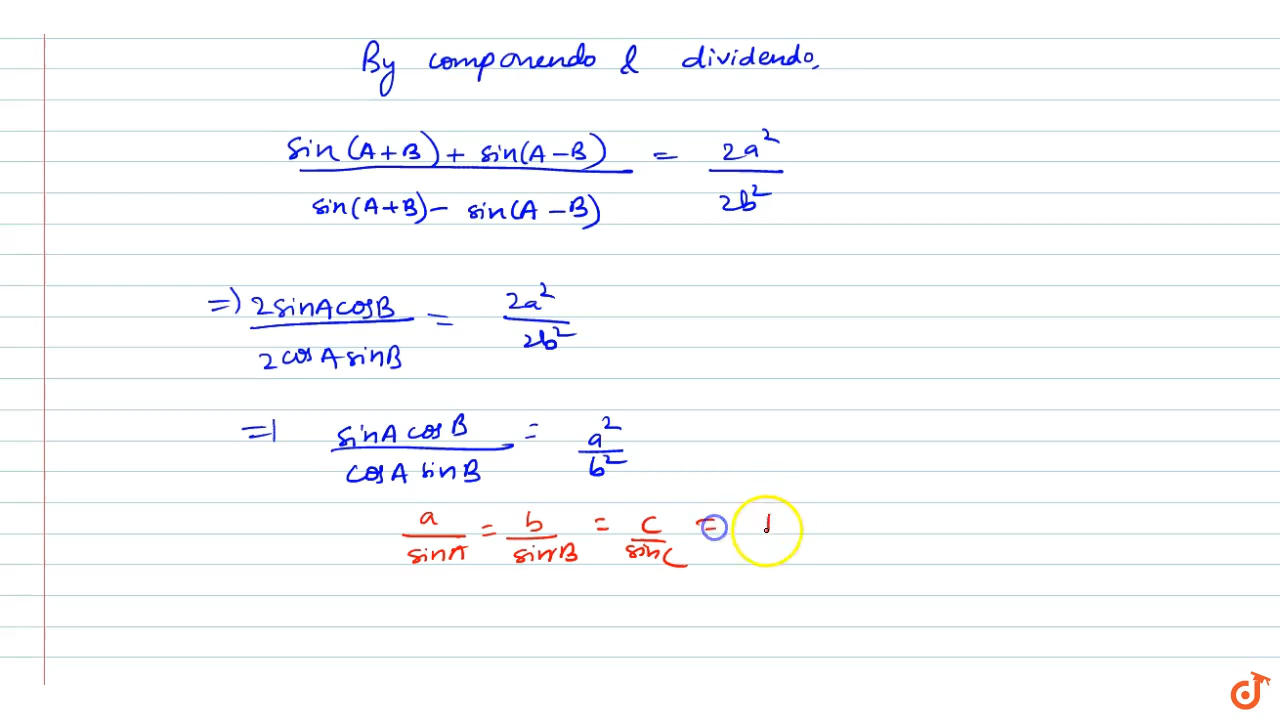 By componendo & dividendo,
sin(A+B) + sin(A-B) / sin(A+B) - sin(A-B) = 2a² / 2b²
=) 2sinAcosB / 2cosAsinB = 2a² / 2b²
=) sinAcosB / cosAsinB = a² / b²
a / sinA = b / sinB = c / sinC = 1